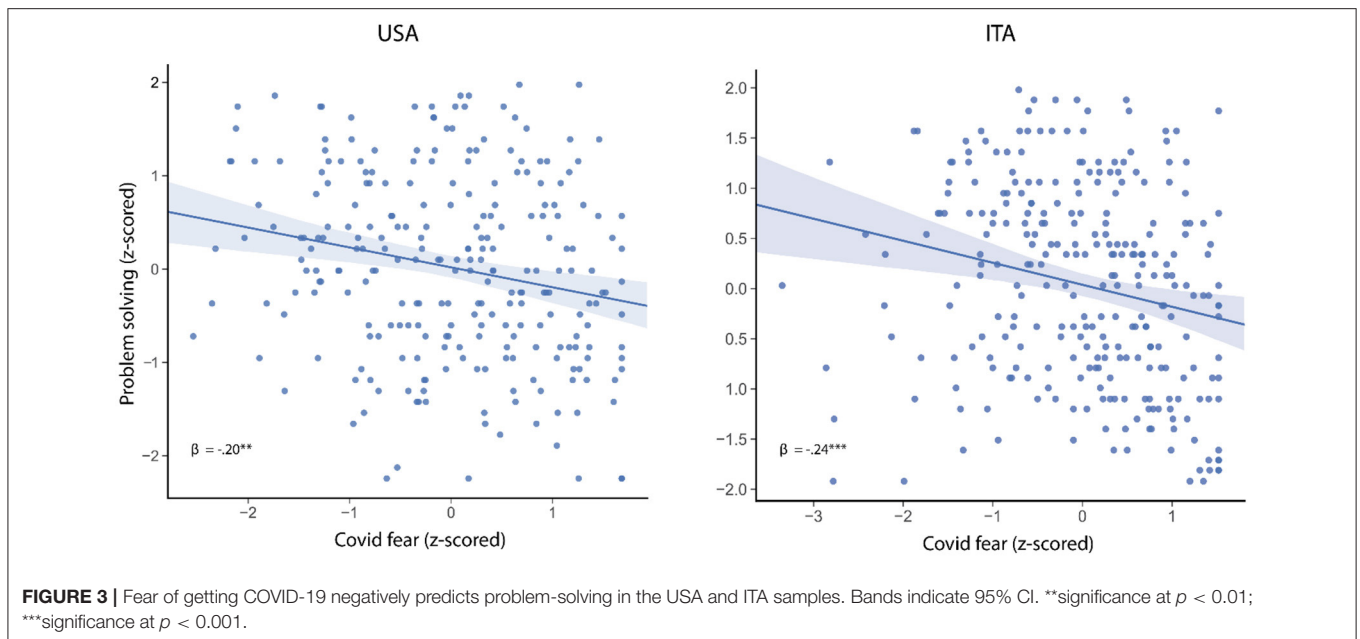 USA
ITA
Problem solving (z-scored)
2
1
0
−1
−2
β = -.20**
−2
−1
0
1
Covid fear (z-scored)
2.0
1.5
1.0
0.5
0.0
0.5
1.0
1.5
−2.0
β = -.24***
−3
−2
−1
0
1
Covid fear (z-scored)
FIGURE 3 | Fear of getting COVID-19 negatively predicts problem-solving in the USA and ITA samples. Bands indicate 95% CI. **significance at p < 0.01;
***significance at p < 0.001.